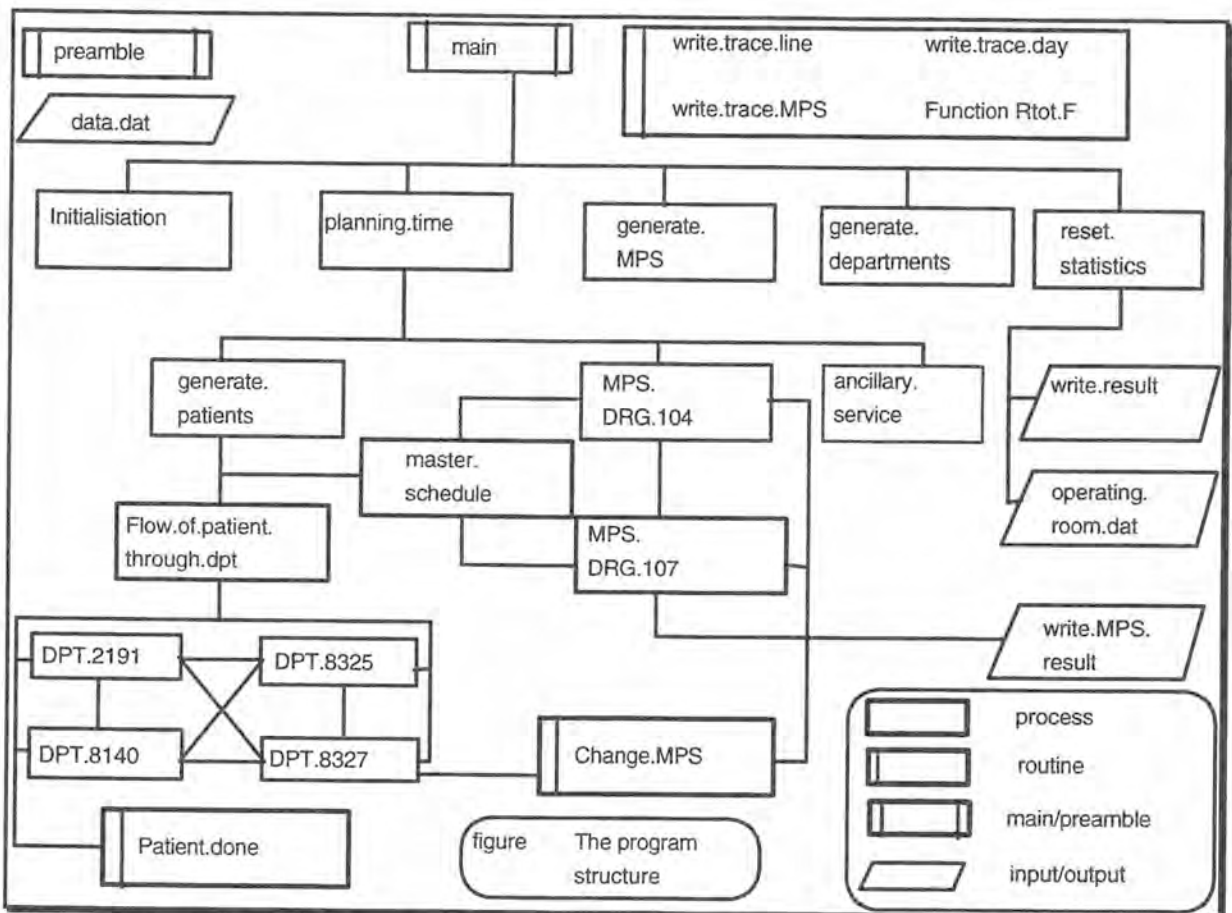 preamble
main
write.trace.line
write.trace.day
data.dat
write.trace.MPS
Function Rtot.F
Initialisiation
planning.time
generate.
MPS
generate.
departments
reset.
statistics
generate.
patients
MPS.
DRG.104
ancillary.
service
write.result
master.
schedule
operating.
room.dat
Flow.of.patient.
through.dpt
MPS.
DRG.107
write.MPS.
result
DPT.2191
DPT.8325
DPT.8140
DPT.8327
Change.MPS
Patient.done
figure The program
structure
process
routine
main/preamble
input/output